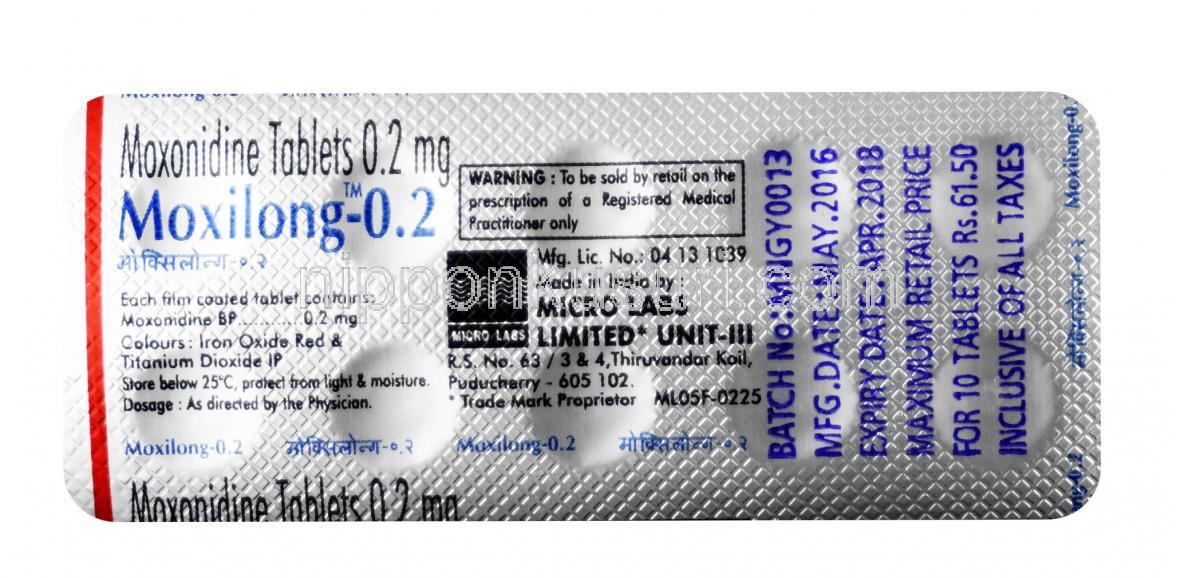 Moxonidine Tablets 0.2 mg
Moxilong™-0.2
मोक्सिलोन्ग-०.२
Each film coated tablet contains:
Moxonidine BP.......... 0.2 mg
Colours : Iron Oxide Red &
Titanium Dioxide IP
Store below 25°C, protect from light & moisture.
Dosage : As directed by the Physician.
WARNING : To be sold by retail on the
prescription of a Registered Medical
Practitioner only
Mfg. Lic. No.: 04 13 1039
Made in India by :
MICRO LABS
MICRO LABS
LIMITED* UNIT-III
R.S. No. 63 / 3 & 4, Thiruvandar Koil,
Puducherry - 605 102.
* Trade Mark Proprietor ML05F-0225
Moxilong-0.2 मोक्सिलोन्ग-०.२ Moxilong-0.2 मोक्सिलोन्ग-०.२
Moxonidine Tablets 0.2 mg
BATCH No:
MFG.DATE:MAY.2016
EXPIRY DATE:APR.2018
MAXIMUM RETAIL PRICE
FOR 10 TABLETS Rs.61.50
INCLUSIVE OF ALL TAXES
Moxilong-0.
मोक्सिलोन्ग-०.२